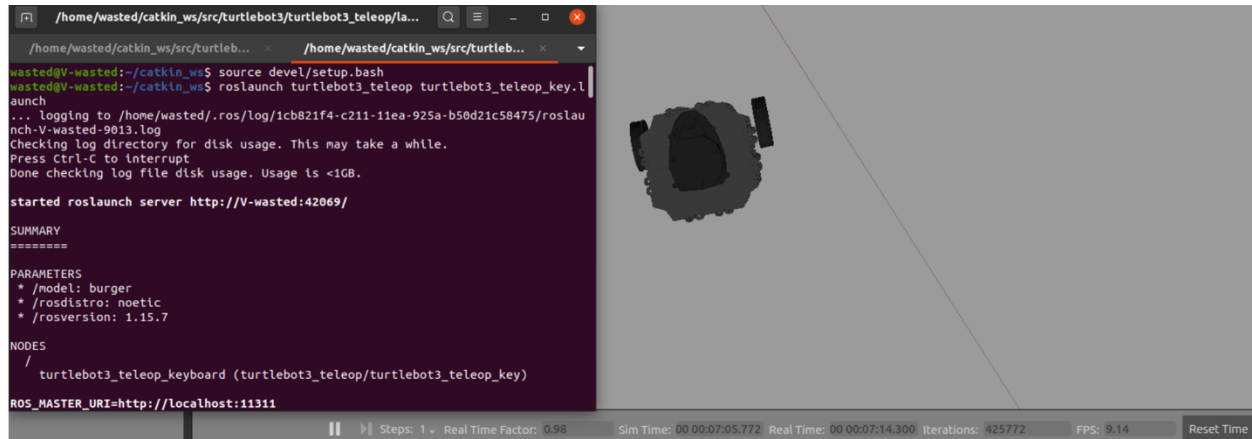 /home/wasted/catkin_ws/src/turtlebot3/turtlebot3_teleop/la...
/home/wasted/catkin_ws/src/turtleb...
/home/wasted/catkin_ws/src/turtleb...
wasted@V-wasted:~/catkin_ws$ source devel/setup.bash
wasted@V-wasted:~/catkin_ws$ roslaunch turtlebot3_teleop turtlebot3_teleop_key.l
aunch
... logging to /home/wasted/.ros/log/1cb821f4-c211-11ea-925a-b50d21c58475/roslau
nch-V-wasted-9013.log
Checking log directory for disk usage. This may take a while.
Press Ctrl-C to interrupt
Done checking log file disk usage. Usage is <1GB.
started roslaunch server http://V-wasted:42069/
SUMMARY
========
PARAMETERS
* /model: burger
* /rosdistro: noetic
* /rosversion: 1.15.7
NODES
/
turtlebot3_teleop_keyboard (turtlebot3_teleop/turtlebot3_teleop_key)
ROS_MASTER_URI=http://localhost:11311
Steps: 1 Real Time Factor: 0.98 Sim Time: 00 00:07:05.772 Real Time: 00 00:07:14.300 Iterations: 425772 FPS: 9.14 Reset Time